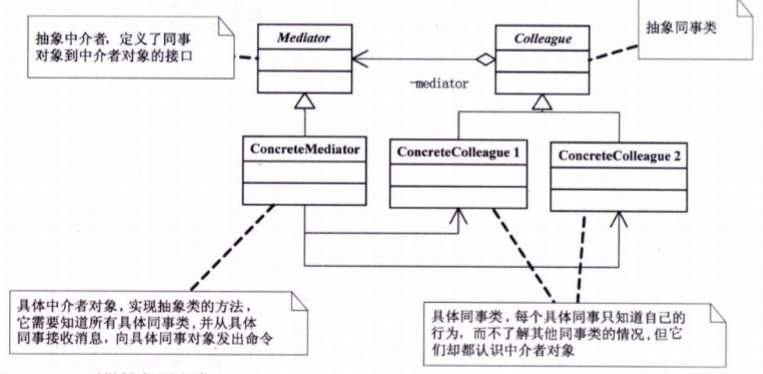 抽象中介者，定义了同事
对象到中介者对象的接口
Mediator
Colleague
抽象同事类
-mediator
ConcreteMediator
ConcreteColleague 1
ConcreteColleague 2
具体中介者对象，实现抽象类的方法，
它需要知道所有具体同事类，并从具体
同事接收消息，向具体同事对象发出命令
具体同事类，每个具体同事只知道自己的
行为，而不了解其他同事类的情况，但它
们却都认识中介者对象